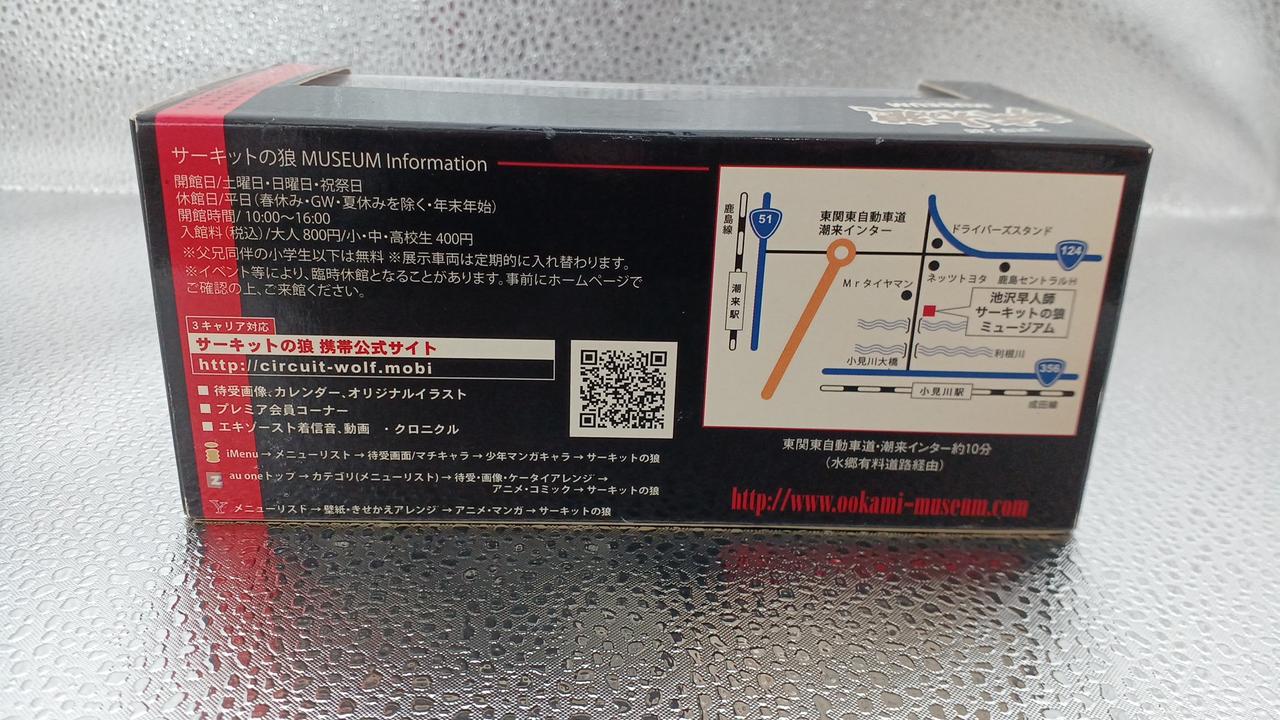 サーキットの狼 MUSEUM Information
開館日/土曜日・日曜日・祝祭日
休館日/平日(春休み・GW・夏休みを除く・年末年始)
開館時間/10:00〜16:00
入館料(税込)/大人 800円/小・中・高校生 400円
※父兄同伴の小学生以下は無料 ※展示車両は定期的に入れ替わります。
※イベント等により、臨時休館となることがあります。事前にホームページで
ご確認の上、ご来館ください。
3キャリア対応
サーキットの狼 携帯公式サイト
http://circuit-wolf.mobi
■ 待受画像、カレンダー、オリジナルイラスト
■ プレミア会員コーナー
■ エキゾースト着信音、動画 ・クロニクル
iMenu→メニューリスト→待受画面/マチキャラ→少年マンガキャラ→サーキットの狼
au oneトップ→カテゴリ(メニューリスト)→待受・画像・ケータイアレンジ→
アニメ・コミック→サーキットの狼
メニューリスト→壁紙・きせかえアレンジ→アニメ・マンガ→サーキットの狼
鹿島線
51
東関東自動車道
潮来インター
ドライバーズスタンド
124
潮来駅
Mrタイヤマン
ネッツトヨタ
鹿島セントラルH
池沢早人師
サーキットの狼
ミュージアム
小見川大橋
利根川
356
小見川駅
成田線
東関東自動車道・潮来インター約10分
(水郷有料道路経由)
http://www.ookami-museum.com